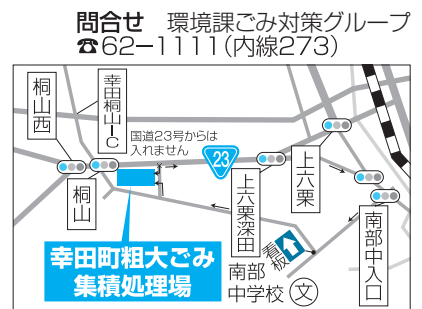 問合せ 環境課ごみ対策グループ
☎62−1111(内線273)
桐山西
幸田桐山IC
国道23号からは
入れません
23
桐山
上六栗深田
上六栗
南部中入口
看板
幸田町粗大ごみ
集積処理場
南部
中学校
文